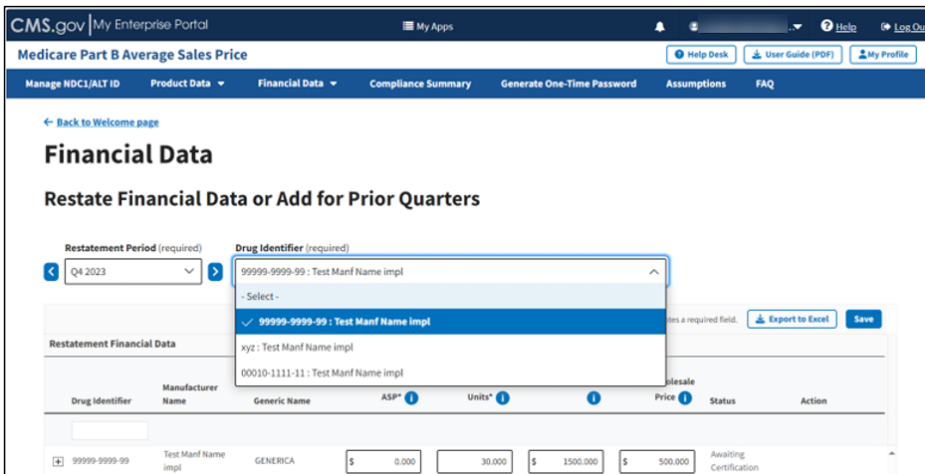 CMS.gov My Enterprise Portal My Apps Help Log Ou
Medicare Part B Average Sales Price Help Desk User Guide (PDF) My Profile
Manage NDC1/ALT ID Product Data Financial Data Compliance Summary Generate One-Time Password Assumptions FAQ
Back to Welcome page
Financial Data
Restate Financial Data or Add for Prior Quarters
Restatement Period (required) Drug Identifier (required)
Q4 2023 99999-9999-99 : Test Manf Name impl
- Select -
99999-9999-99 : Test Manf Name impl
a required field. Export to Excel Save
xyz : Test Manf Name impl
Restatement Financial Data
00010-1111-11 : Test Manf Name impl
Drug Identifier Manufacturer Name Generic Name ASP* Units* Price Status Action
99999-9999-99 Test Manf Name impl GENERICA $ 0.000 30.000 $ 1500.000 $ 500.000 Awaiting Certification